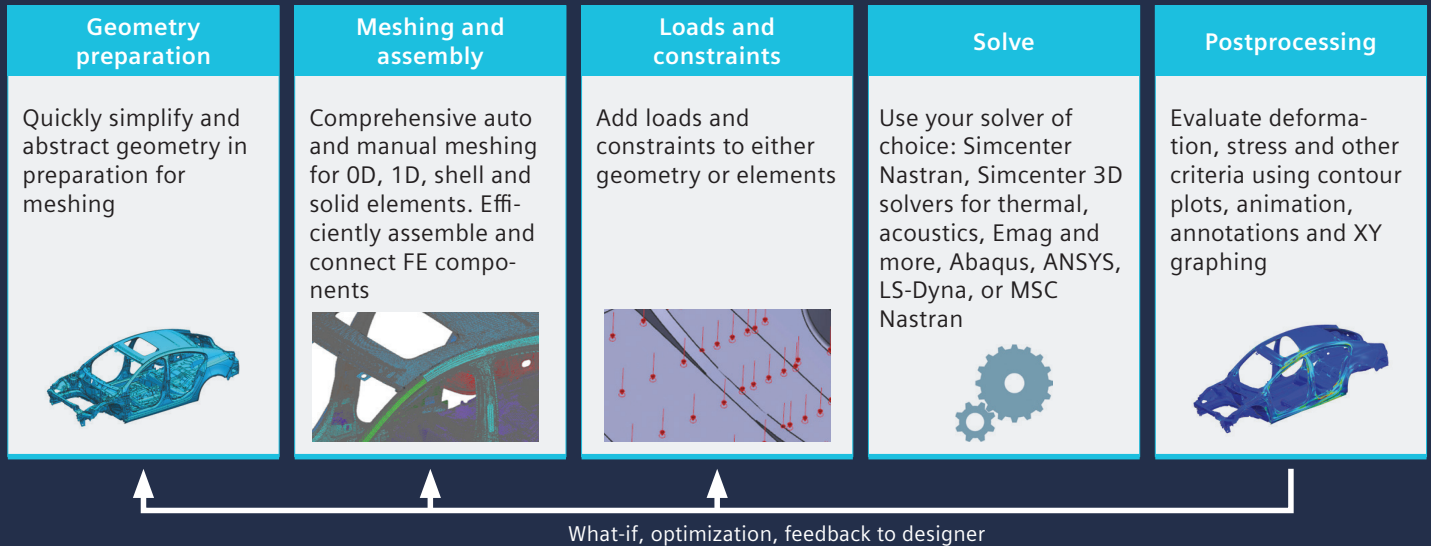 Geometry
preparation
Quickly simplify and
abstract geometry in
preparation for
meshing
Meshing and
assembly
Comprehensive auto
and manual meshing
for 0D, 1D, shell and
solid elements. Effi-
ciently assemble and
connect FE compo-
nents
Loads and
constraints
Add loads and
constraints to either
geometry or elements
Solve
Use your solver of
choice: Simcenter
Nastran, Simcenter 3D
solvers for thermal,
acoustics, Emag and
more, Abaqus, ANSYS,
LS-Dyna, or MSC
Nastran
Postprocessing
Evaluate deforma-
tion, stress and other
criteria using contour
plots, animation,
annotations and XY
graphing
What-if, optimization, feedback to designer